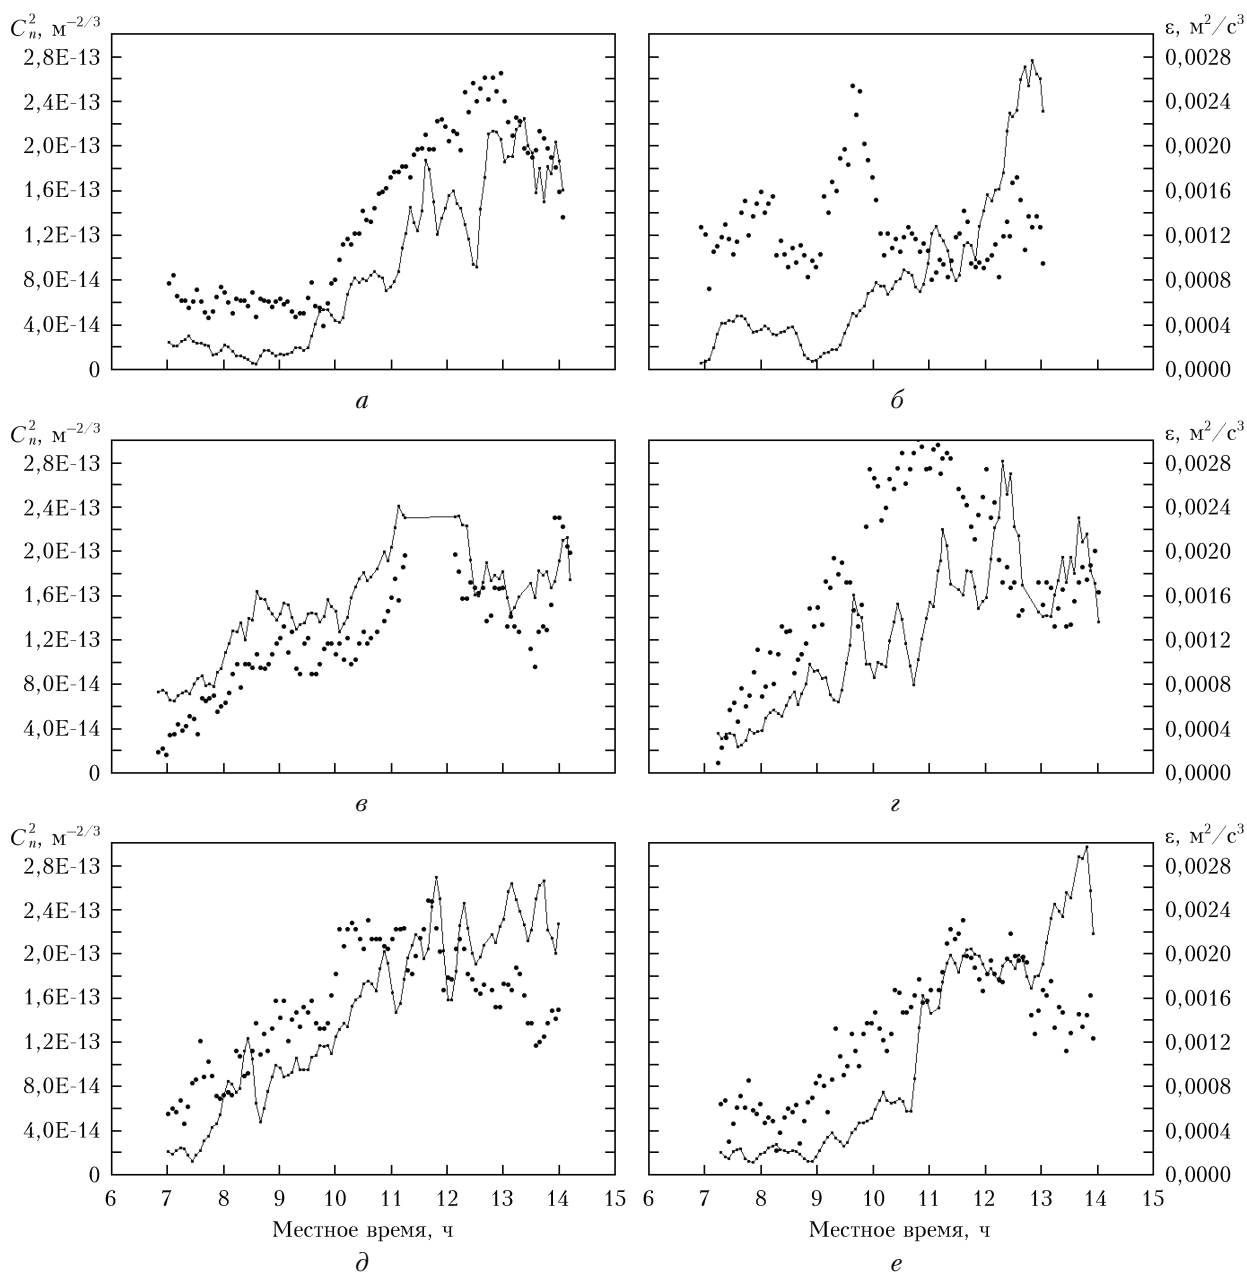 C²ₙ, м⁻²/³
ε, м²/с³
2,8E-13
2,4E-13
2,0E-13
1,6E-13
1,2E-13
8,0E-14
4,0E-14
0
0,0028
0,0024
0,0020
0,0016
0,0012
0,0008
0,0004
0,0000
а
б
C²ₙ, м⁻²/³
ε, м²/с³
2,8E-13
2,4E-13
2,0E-13
1,6E-13
1,2E-13
8,0E-14
4,0E-14
0
0,0028
0,0024
0,0020
0,0016
0,0012
0,0008
0,0004
0,0000
в
г
C²ₙ, м⁻²/³
ε, м²/с³
2,8E-13
2,4E-13
2,0E-13
1,6E-13
1,2E-13
8,0E-14
4,0E-14
0
0,0028
0,0024
0,0020
0,0016
0,0012
0,0008
0,0004
0,0000
6 7 8 9 10 11 12 13 14 15
6 7 8 9 10 11 12 13 14 15
Местное время, ч
Местное время, ч
д
е